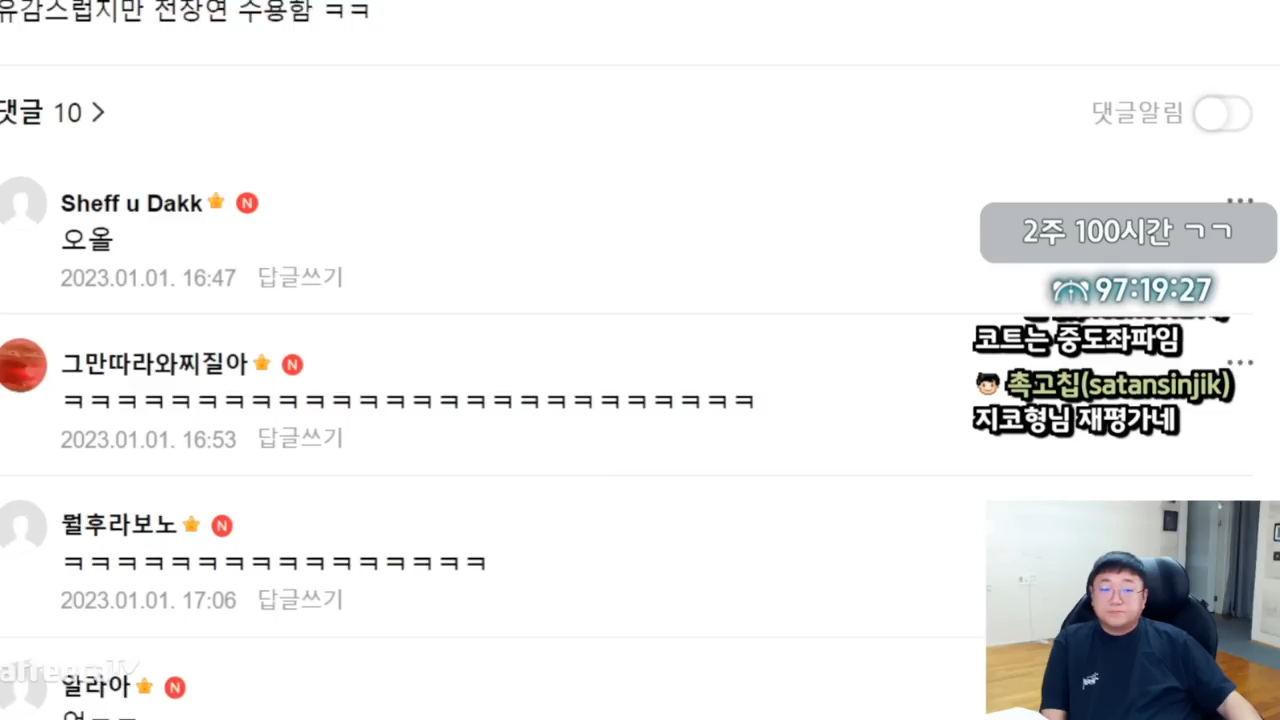 유감스럽지만 전장연 수용함 ㅋㅋ
댓글 10 >
댓글알림
Sheff u Dakk N
오올
2023.01.01. 16:47 답글쓰기
2주 100시간 ㄱㄱ
97:19:27
그만따라와찌질아 N
ㅋㅋㅋㅋㅋㅋㅋㅋㅋㅋㅋㅋㅋㅋㅋㅋㅋㅋㅋㅋㅋㅋㅋㅋㅋㅋ
2023.01.01. 16:53 답글쓰기
코트는 중도좌파임
촉고칩(satansinjik)
지코형님 재평가네
뭘후라보노 N
ㅋㅋㅋㅋㅋㅋㅋㅋㅋㅋㅋㅋㅋㅋㅋㅋ
2023.01.01. 17:06 답글쓰기
afreecaTV
알라아 N